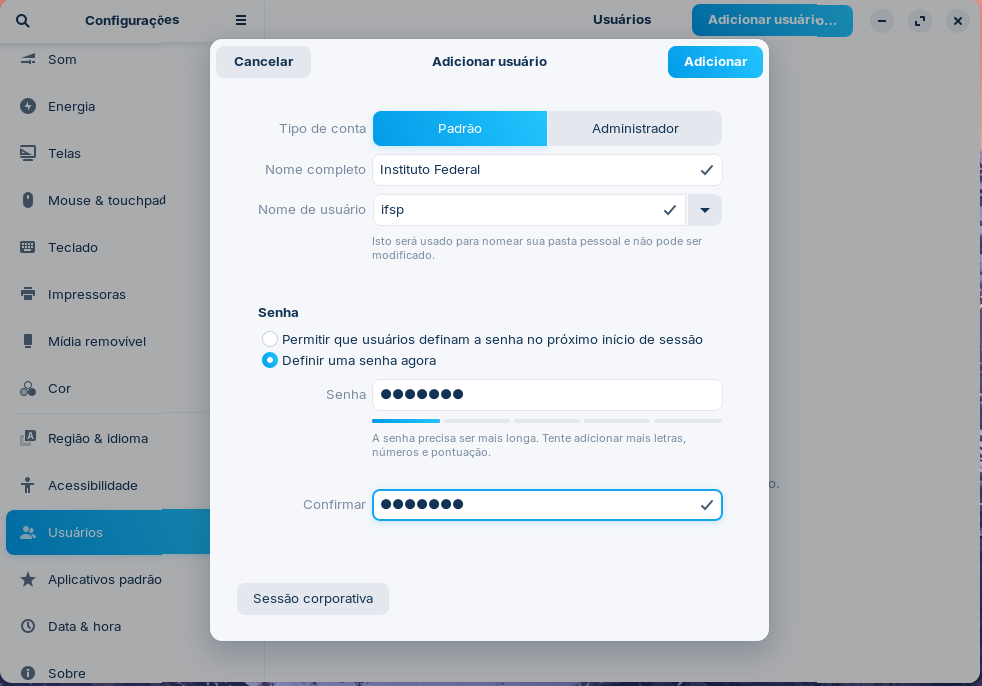 Configurações
Usuários
Adicionar usuário...
Som
Energia
Telas
Mouse & touchpad
Teclado
Impressoras
Mídia removível
Cor
Região & idioma
Acessibilidade
Usuários
Aplicativos padrão
Data & hora
Sobre
Cancelar
Adicionar usuário
Adicionar
Tipo de conta
Padrão
Administrador
Nome completo
Instituto Federal
Nome de usuário
ifsp
Isto será usado para nomear sua pasta pessoal e não pode ser
modificado.
Senha
Permitir que usuários definam a senha no próximo início de sessão
Definir uma senha agora
Senha
●●●●●●●
A senha precisa ser mais longa. Tente adicionar mais letras,
números e pontuação.
Confirmar
●●●●●●●
Sessão corporativa